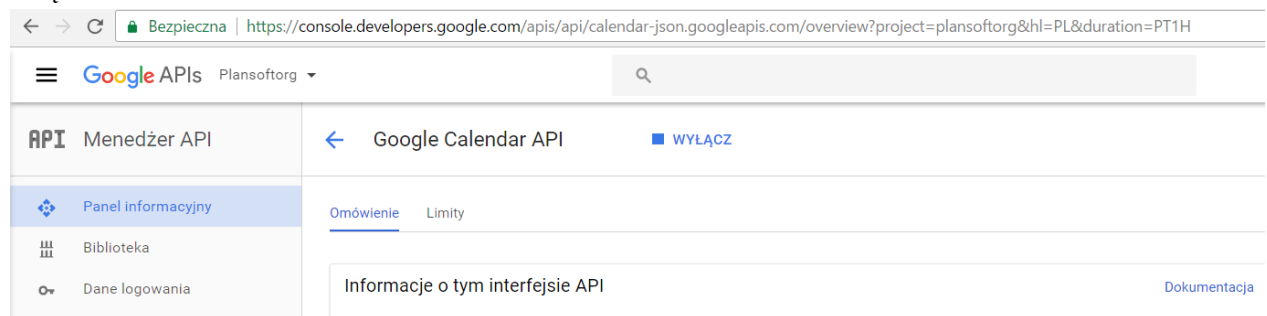 Bezpieczna | https://console.developers.google.com/apis/api/calendar-json.googleapis.com/overview?project=plansoftorg&hl=PL&duration=PT1H
Google APIs Plansoftorg
API Menedżer API
Google Calendar API WYŁĄCZ
Panel informacyjny
Omówienie Limity
Biblioteka
Dane logowania
Informacje o tym interfejsie API Dokumentacja